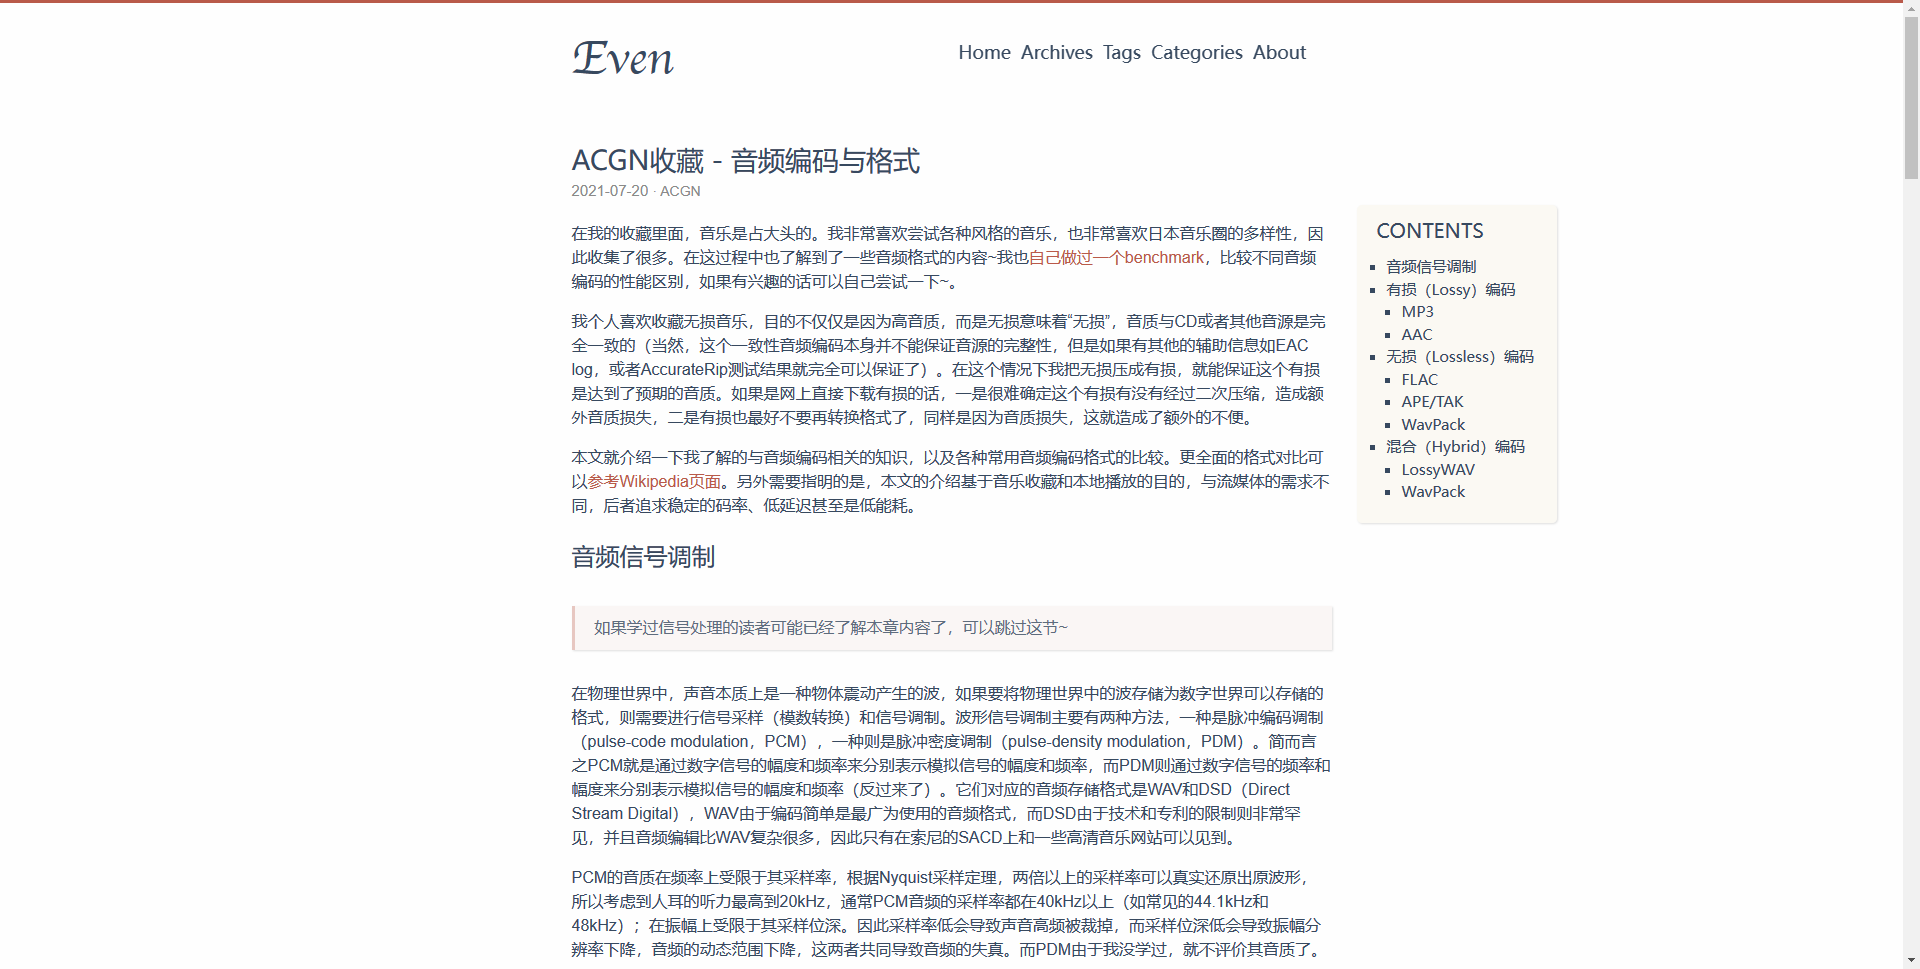 Even
Home Archives Tags Categories About
ACGN收藏 - 音频编码与格式
2021-07-20 · ACGN
在我的收藏里面，音乐是占大头的。我非常喜欢尝试各种风格的音乐，也非常喜欢日本音乐圈的多样性，因
此收集了很多。在这过程中也了解到了一些音频格式的内容~我也自己做过一个benchmark，比较不同音频
编码的性能区别，如果有兴趣的话可以自己尝试一下~。
我个人喜欢收藏无损音乐，目的不仅仅是因为高音质，而是无损意味着“无损”，音质与CD或者其他音源是完
全一致的（当然，这个一致性音频编码本身并不能保证音源的完整性，但是如果有其他的辅助信息如EAC
log，或者AccurateRip测试结果就完全可以保证了）。在这个情况下我把无损压成有损，就能保证这个有损
是达到了预期的音质。如果是网上直接下载有损的话，一是很难确定这个有损有没有经过二次压缩，造成额
外音质损失，二是有损也最好不要再转换格式了，同样是因为音质损失，这就造成了额外的不便。
本文就介绍一下我了解的与音频编码相关的知识，以及各种常用音频编码格式的比较。更全面的格式对比可
以参考Wikipedia页面。另外需要指明的是，本文的介绍基于音乐收藏和本地播放的目的，与流媒体的需求不
同，后者追求稳定的码率、低延迟甚至是低能耗。
音频信号调制
如果学过信号处理的读者可能已经了解本章内容了，可以跳过这节~
在物理世界中，声音本质上是一种物体震动产生的波，如果要将物理世界中的波存储为数字世界可以存储的
格式，则需要进行信号采样（模数转换）和信号调制。波形信号调制主要有两种方法，一种是脉冲编码调制
（pulse-code modulation，PCM），一种则是脉冲密度调制（pulse-density modulation，PDM）。简而言
之PCM就是通过数字信号的幅度和频率来分别表示模拟信号的幅度和频率，而PDM则通过数字信号的频率和
幅度来分别表示模拟信号的幅度和频率（反过来了）。它们对应的音频存储格式是WAV和DSD（Direct
Stream Digital），WAV由于编码简单是最广为使用的音频格式，而DSD由于技术和专利的限制则非常罕
见，并且音频编辑比WAV复杂很多，因此只有在索尼的SACD上和一些高清音乐网站可以见到。
PCM的音质在频率上受限于其采样率，根据Nyquist采样定理，两倍以上的采样率可以真实还原出原波形，
所以考虑到人耳的听力最高到20kHz，通常PCM音频的采样率都在40kHz以上（如常见的44.1kHz和
48kHz）；在振幅上受限于其采样位深。因此采样率低会导致声音高频被裁掉，而采样位深低会导致振幅分
辨率下降，音频的动态范围下降，这两者共同导致音频的失真。而PDM由于我没学过，就不评价其音质了。
CONTENTS
音频信号调制
有损（Lossy）编码
MP3
AAC
无损（Lossless）编码
FLAC
APE/TAK
WavPack
混合（Hybrid）编码
LossyWAV
WavPack